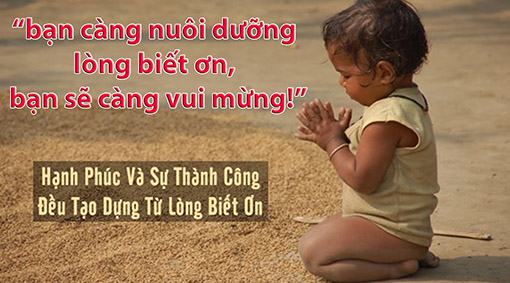 “bạn càng nuôi dưỡng
lòng biết ơn,
bạn sẽ càng vui mừng!”
Hạnh Phúc Và Sự Thành Công
Đều Tạo Dựng Từ Lòng Biết Ơn